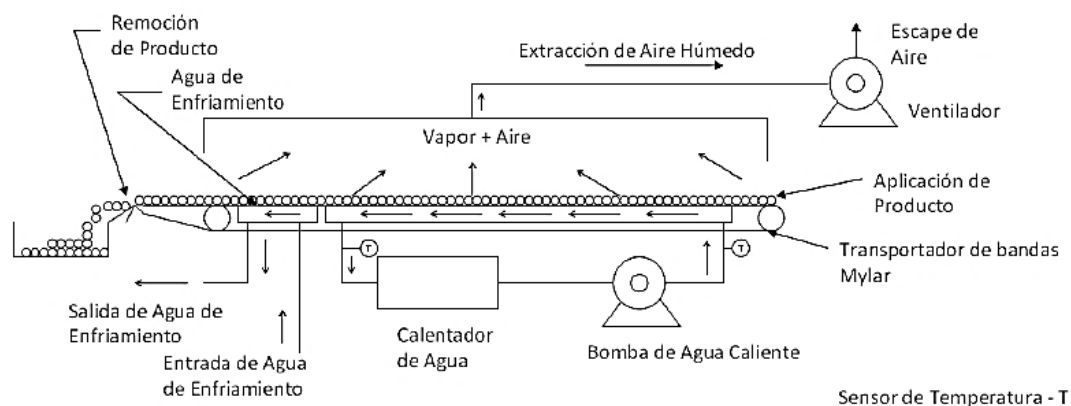 Remoción
de Producto
Agua de
Enfriamiento
Extracción de Aire Húmedo
Escape de
Aire
Ventilador
Vapor + Aire
Aplicación de
Producto
Transportador de bandas
Mylar
T
T
Salida de Agua de
Enfriamiento
Entrada de Agua
de Enfriamiento
Calentador
de Agua
Bomba de Agua Caliente
Sensor de Temperatura - T